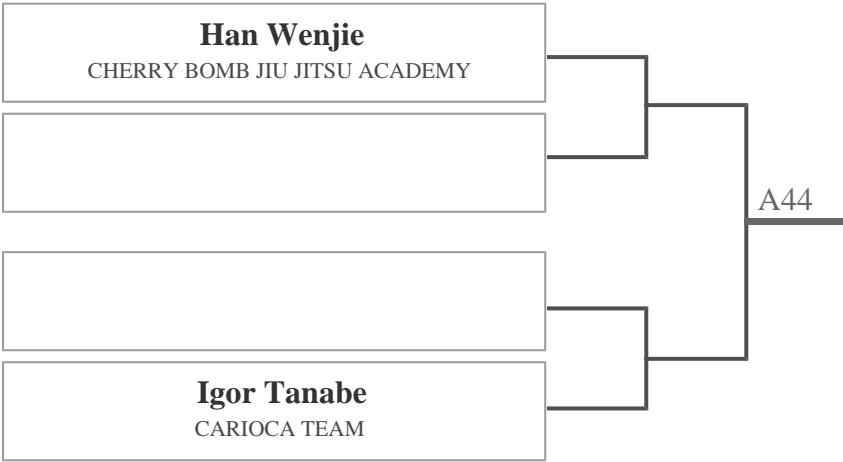 Han Wenjie
CHERRY BOMB JIU JITSU ACADEMY
A44
Igor Tanabe
CARIOCA TEAM